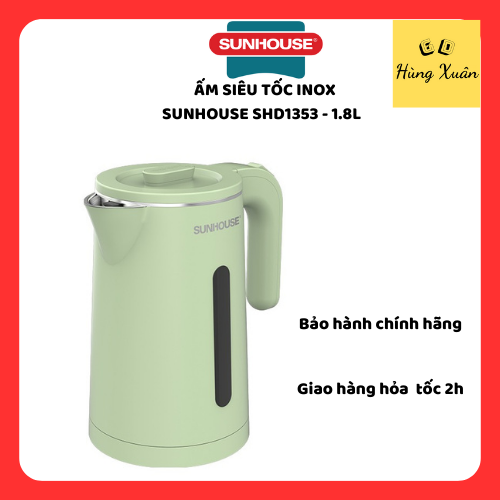 SUNHOUSE®
Hùng Xuân
ẤM SIÊU TỐC INOX
SUNHOUSE SHD1353 - 1.8L
SUNHOUSE
Bảo hành chính hãng
Giao hàng hỏa tốc 2h